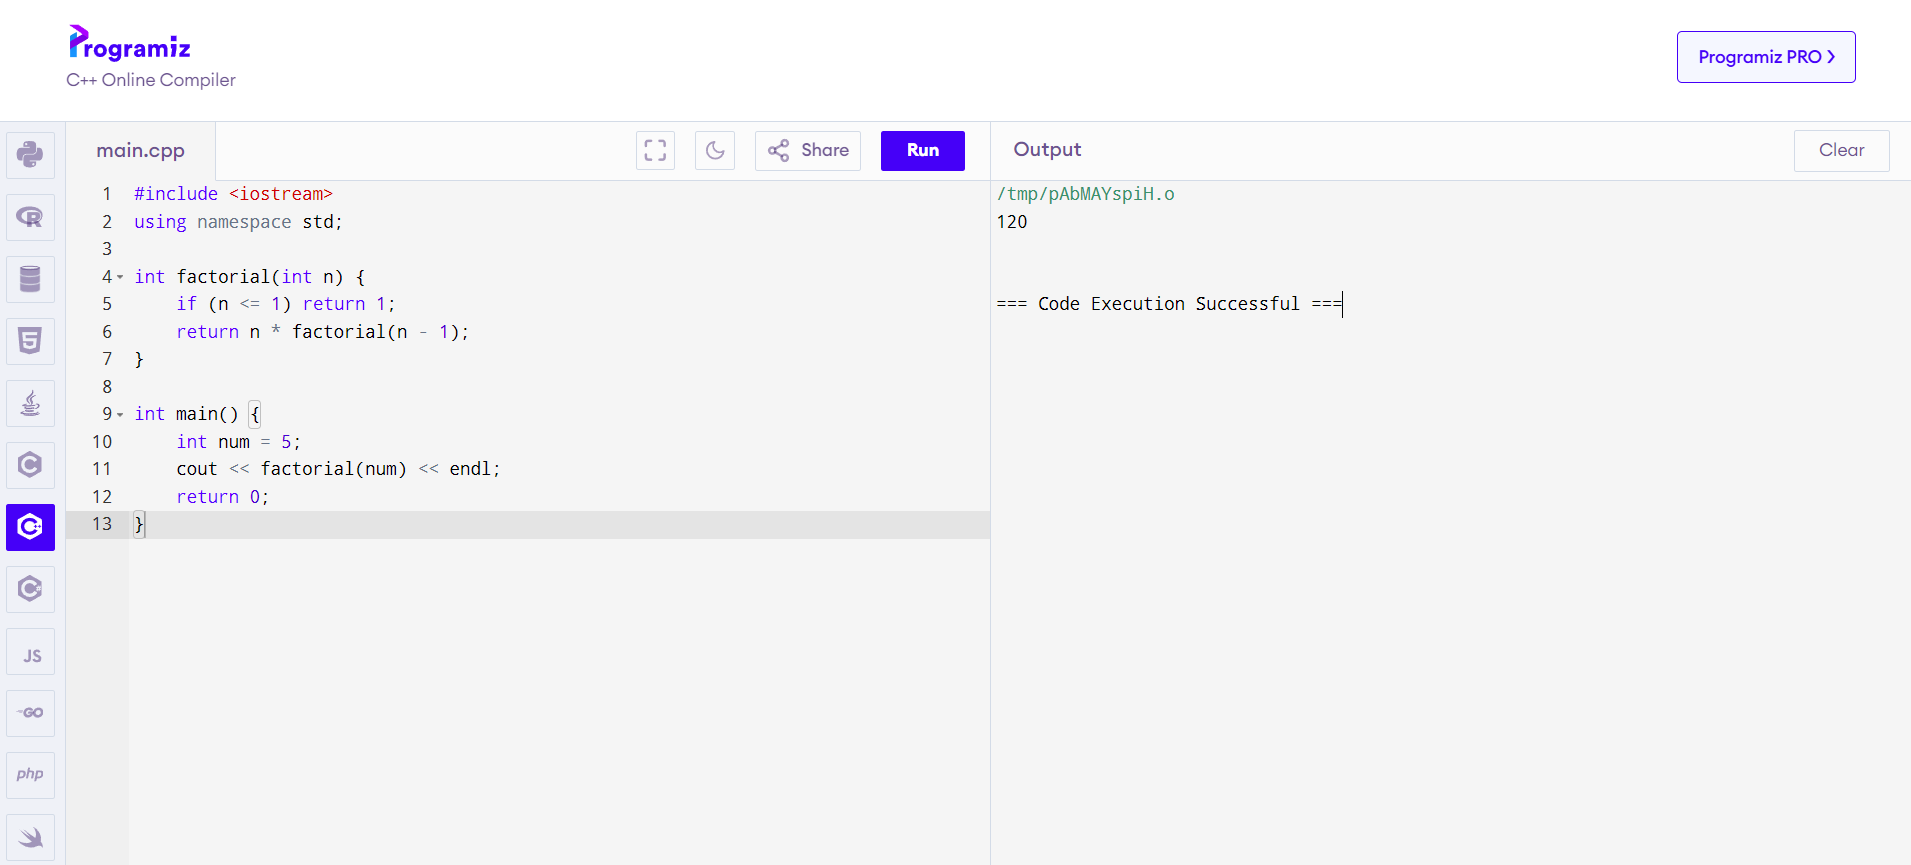 Programiz
C++ Online Compiler
Programiz PRO
main.cpp
Share
Run
Output
Clear
1 #include <iostream>
2 using namespace std;
3
4 int factorial(int n) {
5     if (n <= 1) return 1;
6     return n * factorial(n - 1);
7 }
8
9 int main() {
10     int num = 5;
11     cout << factorial(num) << endl;
12     return 0;
13 }
/tmp/pAbMAYspiH.o
120
=== Code Execution Successful ===
R
5
C
C++
C#
JS
GO
php